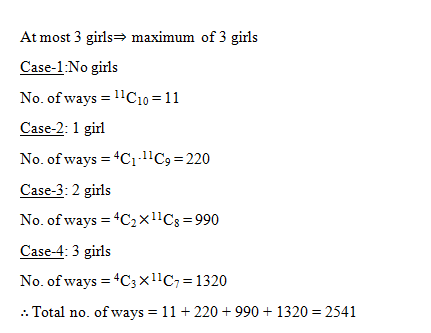 At most 3 girls⇒ maximum of 3 girls
Case-1:No girls
No. of ways = ¹¹C₁₀ = 11
Case-2: 1 girl
No. of ways = ⁴C₁.¹¹C₉ = 220
Case-3: 2 girls
No. of ways = ⁴C₂×¹¹C₈ = 990
Case-4: 3 girls
No. of ways = ⁴C₃×¹¹C₇ = 1320
∴ Total no. of ways = 11 + 220 + 990 + 1320 = 2541